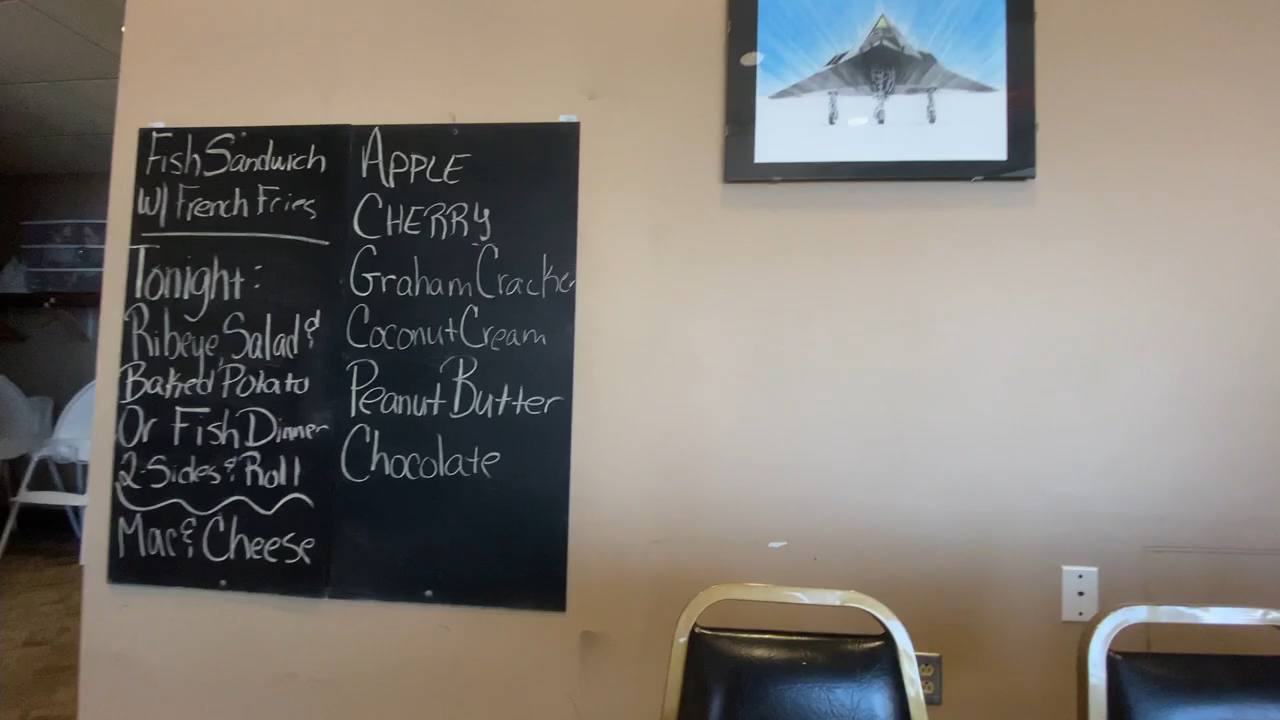 Fish Sandwich
W/ French Fries
Tonight:
Ribeye, Salad &
Baked Potato
Or Fish Dinner
2-Sides & Roll
Mac & Cheese
APPLE
CHERRY
Graham Cracker
Coconut Cream
Peanut Butter
Chocolate